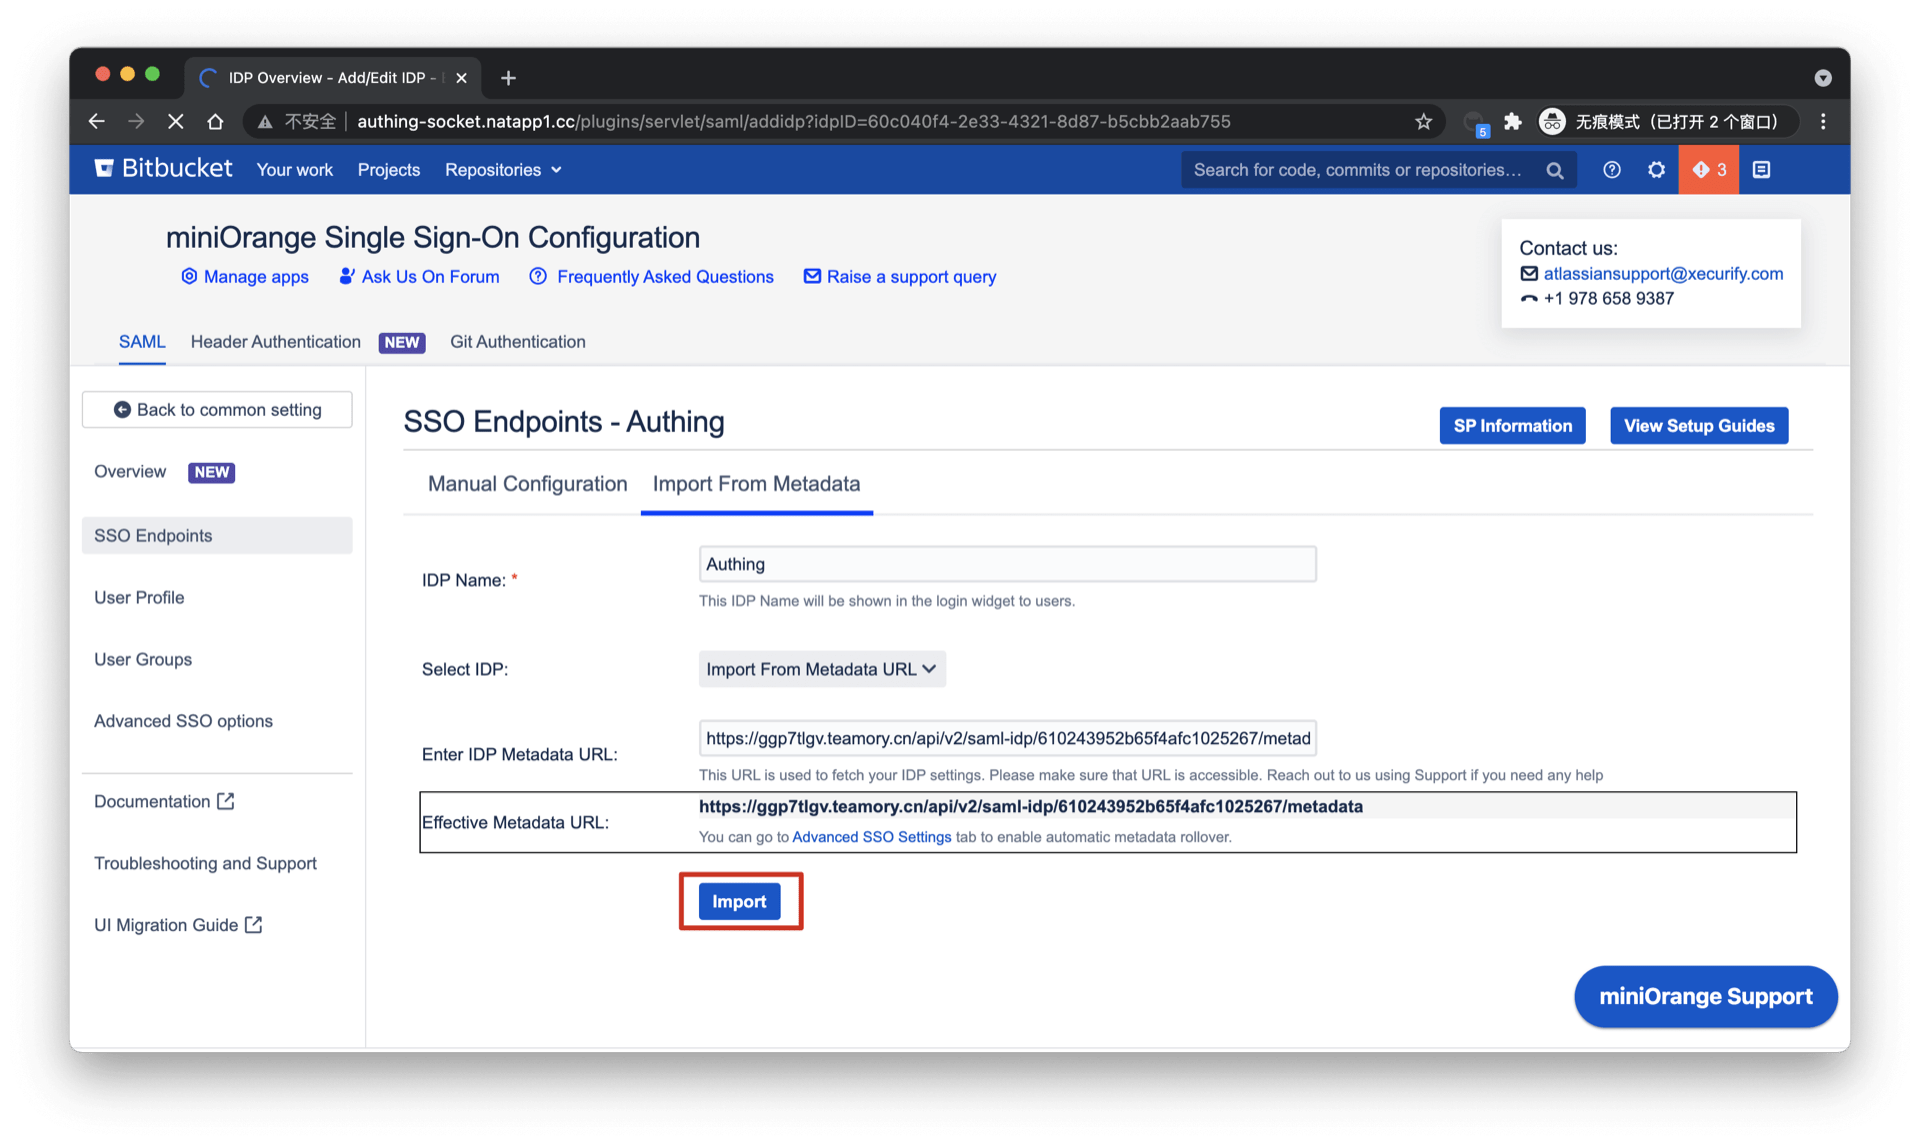 IDP Overview - Add/Edit IDP -
不安全 authing-socket.natapp1.cc/plugins/servlet/saml/addidp?idpID=60c040f4-2e33-4321-8d87-b5cbb2aab755
5
无痕模式（已打开 2 个窗口）
Bitbucket Your work Projects Repositories
Search for code, commits or repositories...
3
miniOrange Single Sign-On Configuration
Manage apps Ask Us On Forum Frequently Asked Questions Raise a support query
Contact us:
atlassiansupport@xecurify.com
+1 978 658 9387
SAML Header Authentication NEW Git Authentication
Back to common setting
Overview NEW
SSO Endpoints
User Profile
User Groups
Advanced SSO options
Documentation
Troubleshooting and Support
UI Migration Guide
SSO Endpoints - Authing
SP Information View Setup Guides
Manual Configuration Import From Metadata
IDP Name: *
Authing
This IDP Name will be shown in the login widget to users.
Select IDP:
Import From Metadata URL
Enter IDP Metadata URL:
https://ggp7tlgv.teamory.cn/api/v2/saml-idp/610243952b65f4afc1025267/metad
This URL is used to fetch your IDP settings. Please make sure that URL is accessible. Reach out to us using Support if you need any help
Effective Metadata URL:
https://ggp7tlgv.teamory.cn/api/v2/saml-idp/610243952b65f4afc1025267/metadata
You can go to Advanced SSO Settings tab to enable automatic metadata rollover.
Import
miniOrange Support